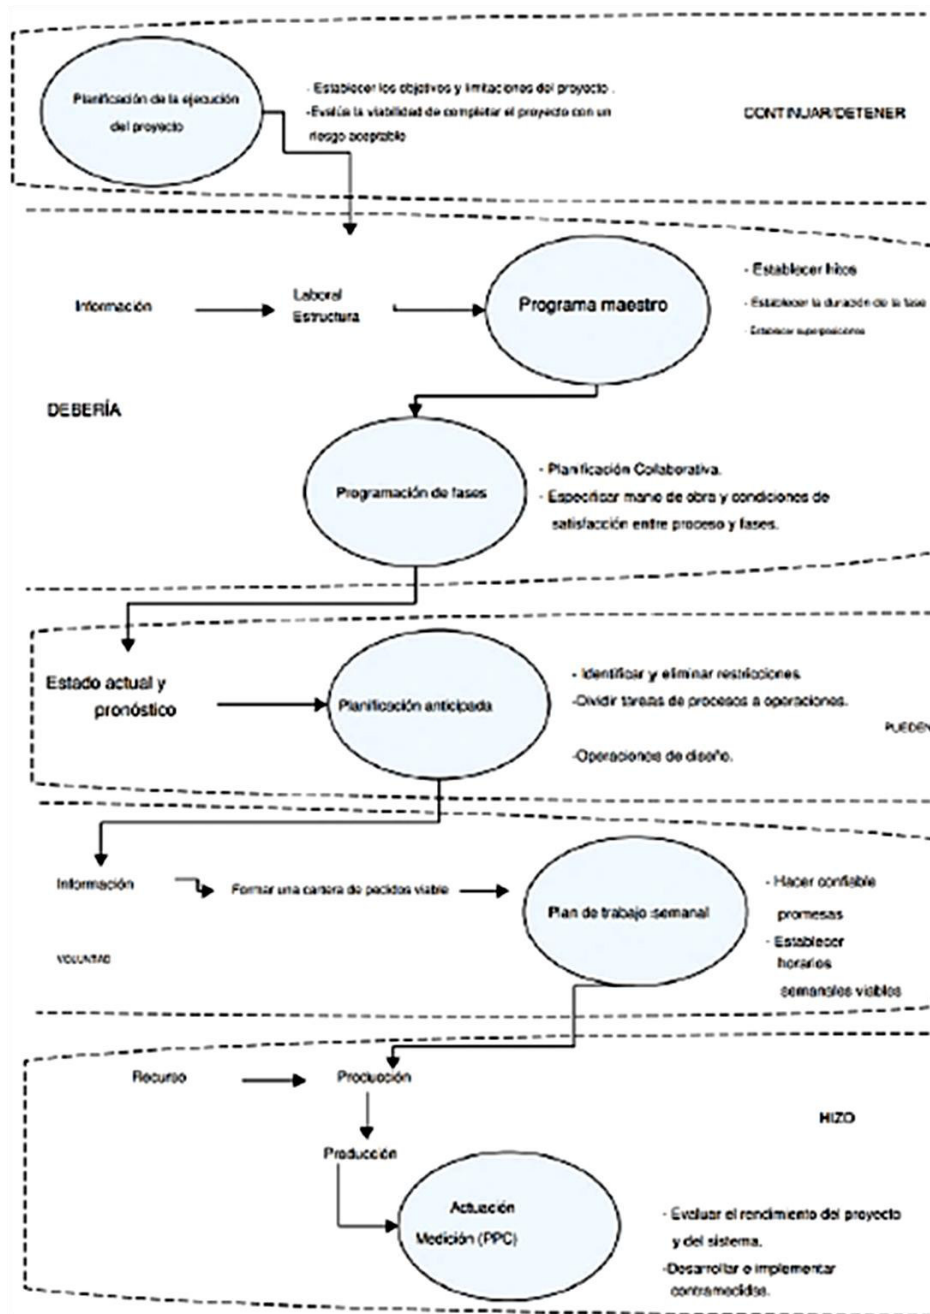 Planificación de la ejecución
del proyecto
- Establecer los objetivos y limitaciones del proyecto .
-Evalúa la viabilidad de completar el proyecto con un
riesgo aceptable
CONTINUAR/DETENER
Información
Laboral
Estructura
Programa maestro
- Establecer hitos
- Establecer la duración de la fase
- Establecer superposiciones
DEBERÍA
Programación de fases
- Planificación Collaborativa.
- Especificar mano de obra y condiciones de
satisfacción entre proceso y fases.
Estado actual y
pronóstico
Planificación anticipada
- Identificar y eliminar restricciones.
-Dividir tareas de procesos a operaciones.
-Operaciones de diseño.
PUEDEN
Información
Formar una cartera de pedidos viable
Plan de trabajo semanal
- Hacer confiable
promesas
- Establecer
horarios
semanales viables
VOLUNTAD
Recurso
Producción
HIZO
Producción
Actuación
Medición (PPC)
- Evaluar el rendimiento del proyecto
y del sistema.
-Desarrollar e implementar
contramedidas.